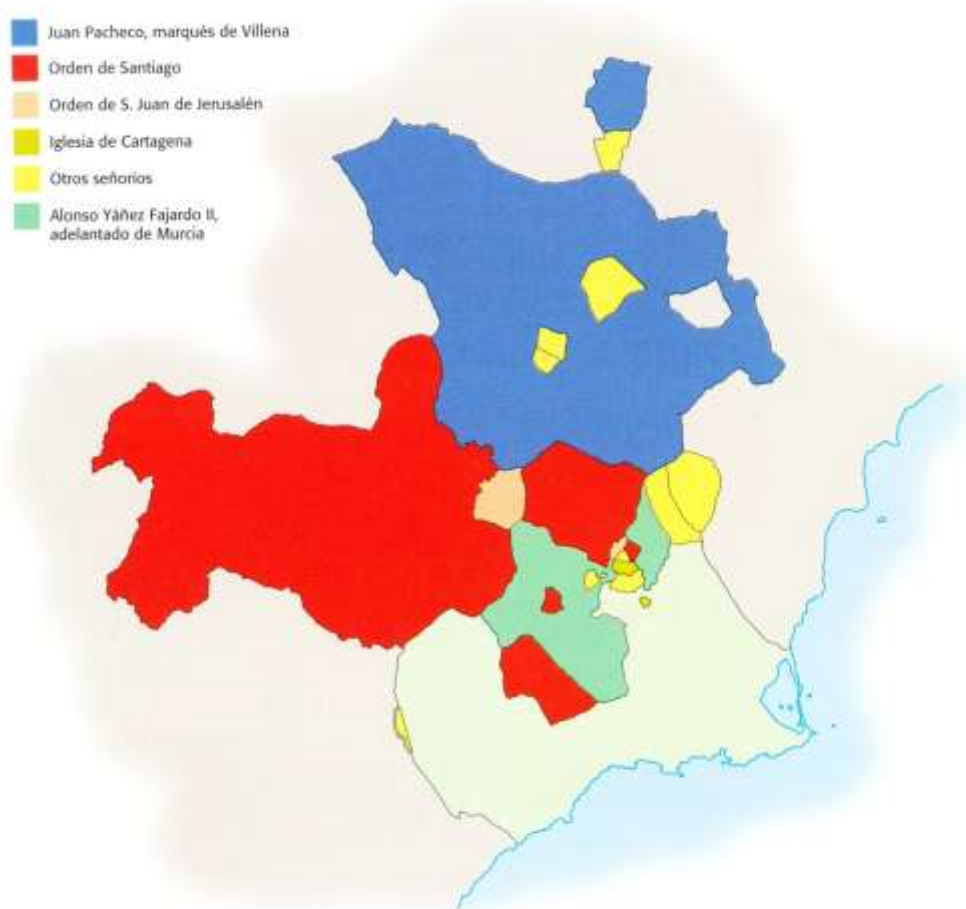 Juan Pacheco, marqués de Villena
Orden de Santiago
Orden de S. Juan de Jerusalén
Iglesia de Cartagena
Otros señorios
Alonso Yáñez Fajardo II,
adelantado de Murcia